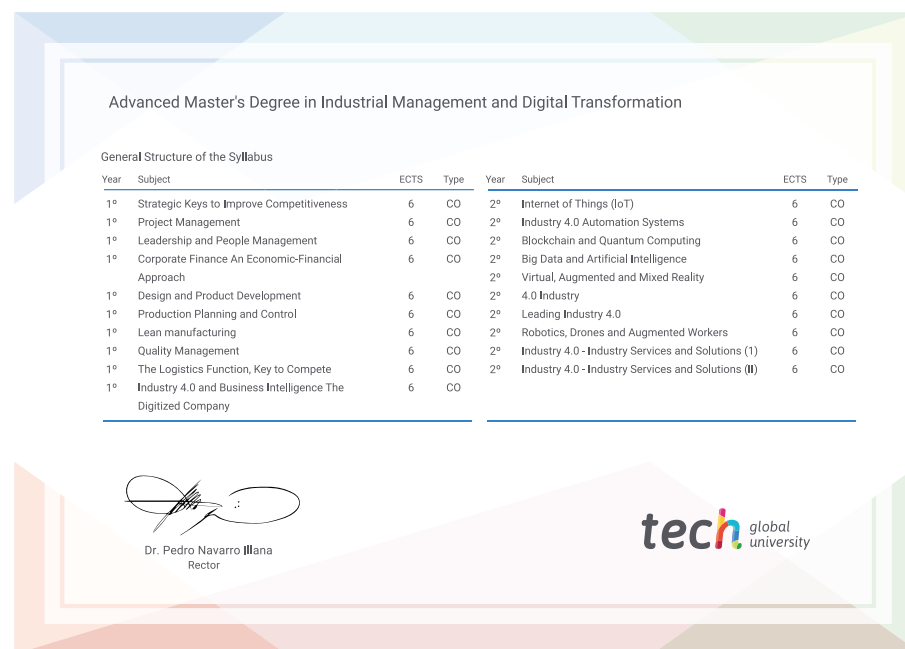 Advanced Master's Degree in Industrial Management and Digital Transformation
General Structure of the Syllabus
Year Subject ECTS Type
1º Strategic Keys to Improve Competitiveness 6 CO
1º Project Management 6 CO
1º Leadership and People Management 6 CO
1º Corporate Finance An Economic-Financial 6 CO
Approach
1º Design and Product Development 6 CO
1º Production Planning and Control 6 CO
1º Lean manufacturing 6 CO
1º Quality Management 6 CO
1º The Logistics Function, Key to Compete 6 CO
1º Industry 4.0 and Business Intelligence The 6 CO
Digitized Company
Year Subject ECTS Type
2º Internet of Things (IoT) 6 CO
2º Industry 4.0 Automation Systems 6 CO
2º Blockchain and Quantum Computing 6 CO
2º Big Data and Artificial Intelligence 6 CO
2º Virtual, Augmented and Mixed Reality 6 CO
2º 4.0 Industry 6 CO
2º Leading Industry 4.0 6 CO
2º Robotics, Drones and Augmented Workers 6 CO
2º Industry 4.0 - Industry Services and Solutions (1) 6 CO
2º Industry 4.0 - Industry Services and Solutions (II) 6 CO
Dr. Pedro Navarro Illana
Rector
tech global
university